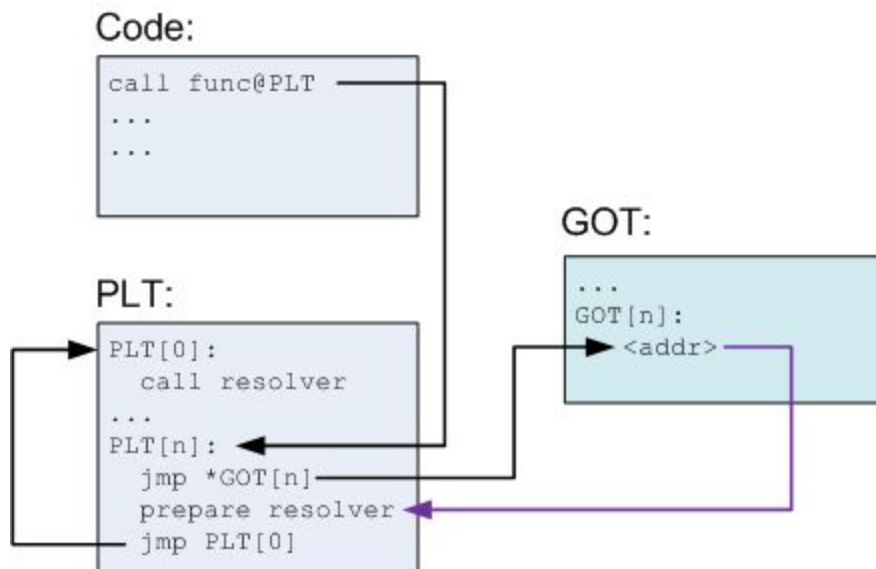 Code:
call func@PLT
...
...
PLT:
PLT[0]:
call resolver
...
PLT[n]:
jmp *GOT[n]
prepare resolver
jmp PLT[0]
GOT:
...
GOT[n]:
<addr>